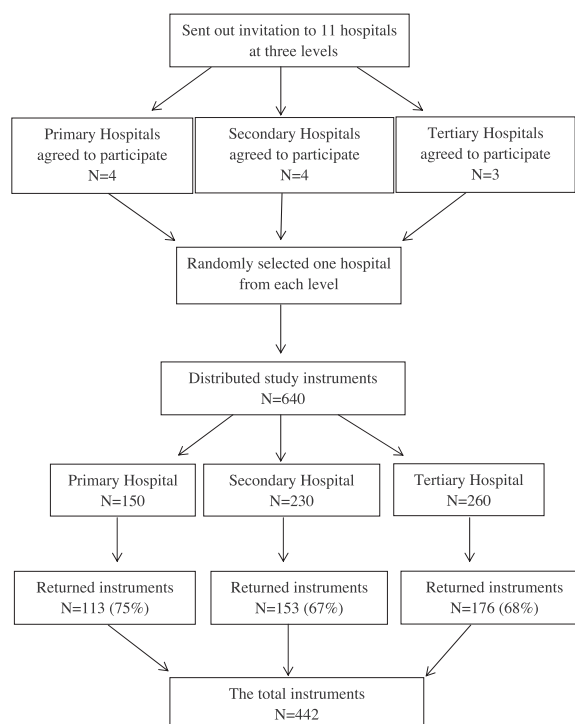 Sent out invitation to 11 hospitals
at three levels
Primary Hospitals
agreed to participate
N=4
Secondary Hospitals
agreed to participate
N=4
Tertiary Hospitals
agreed to participate
N=3
Randomly selected one hospital
from each level
Distributed study instruments
N=640
Primary Hospital
N=150
Secondary Hospital
N=230
Tertiary Hospital
N=260
Returned instruments
N=113 (75%)
Returned instruments
N=153 (67%)
Returned instruments
N=176 (68%)
The total instruments
N=442